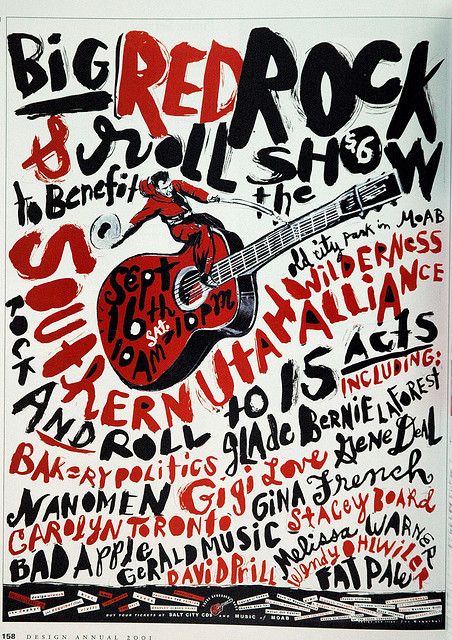 BiG RED ROCK
& roll SHOW
$6
to Benefit the
old city park in MOAB
SOUTHERN UTAH WILDERNESS ALLIANCE
Sept
16th
SAT.
10AM-10PM
ROCK AND ROLL to 15 ACTS
INCLUDING:
glade BERNIE LAFOREST
BAKERY POLITICS Gigi Love Gene DEAL
NANOMEN GINA French
CAROLYN TORONTO STACEY BOARD
BAD APPle GERALD MUSIC Melissa WARNER
DAVID PRILL Wendy OHLWILER
FAT PAW
BUY YOUR TICKETS AT SALT CITY CDs AND MUSIC OF MOAB
158 DESIGN ANNUAL 2001